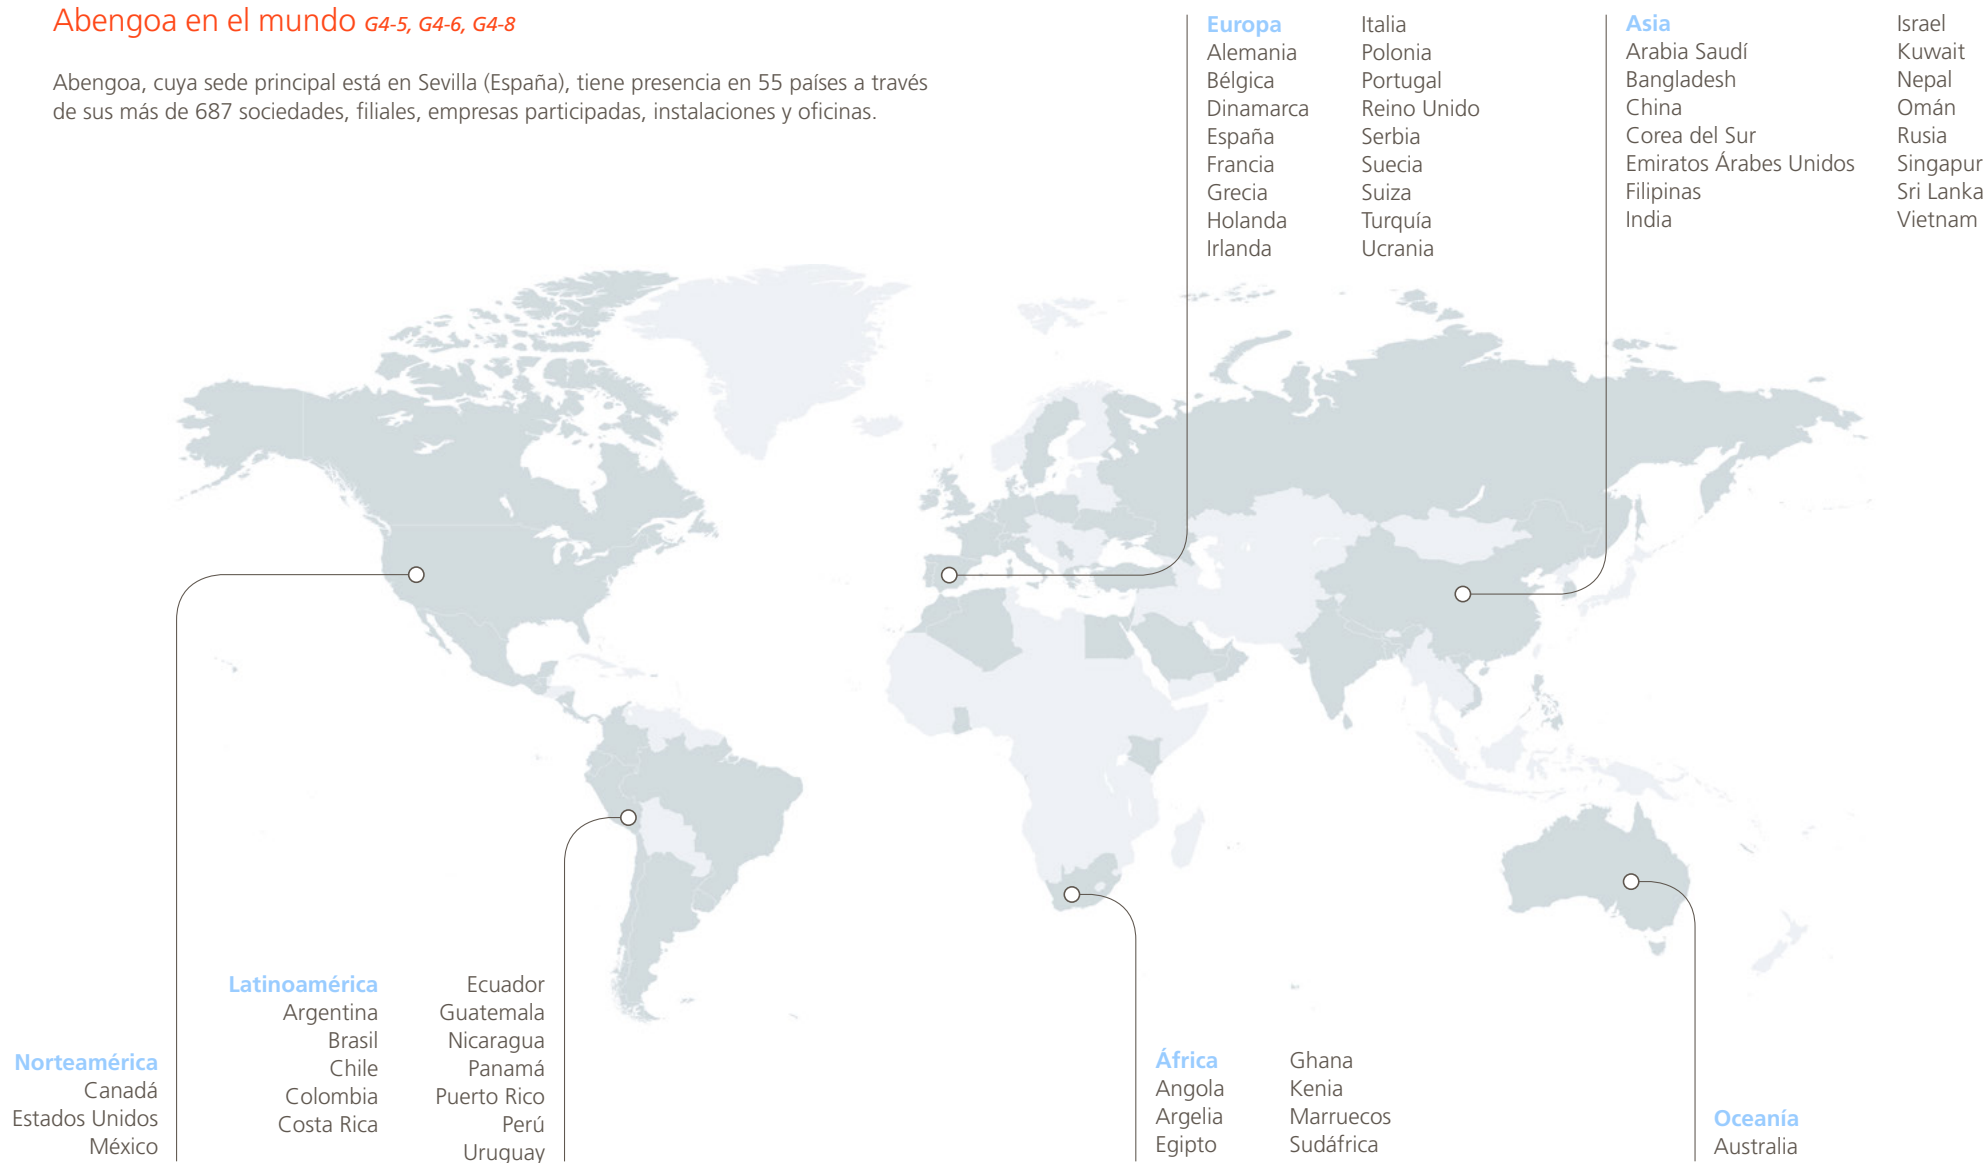 Abengoa en el mundo G4-5, G4-6, G4-8
Abengoa, cuya sede principal está en Sevilla (España), tiene presencia en 55 países a través
de sus más de 687 sociedades, filiales, empresas participadas, instalaciones y oficinas.
Europa
Alemania
Bélgica
Dinamarca
España
Francia
Grecia
Holanda
Irlanda
Italia
Polonia
Portugal
Reino Unido
Serbia
Suecia
Suiza
Turquía
Ucrania
Asia
Arabia Saudí
Bangladesh
China
Corea del Sur
Emiratos Árabes Unidos
Filipinas
India
Israel
Kuwait
Nepal
Omán
Rusia
Singapur
Sri Lanka
Vietnam
Norteamérica
Canadá
Estados Unidos
México
Latinoamérica
Argentina
Brasil
Chile
Colombia
Costa Rica
Ecuador
Guatemala
Nicaragua
Panamá
Puerto Rico
Perú
Uruguay
África
Angola
Argelia
Egipto
Ghana
Kenia
Marruecos
Sudáfrica
Oceanía
Australia